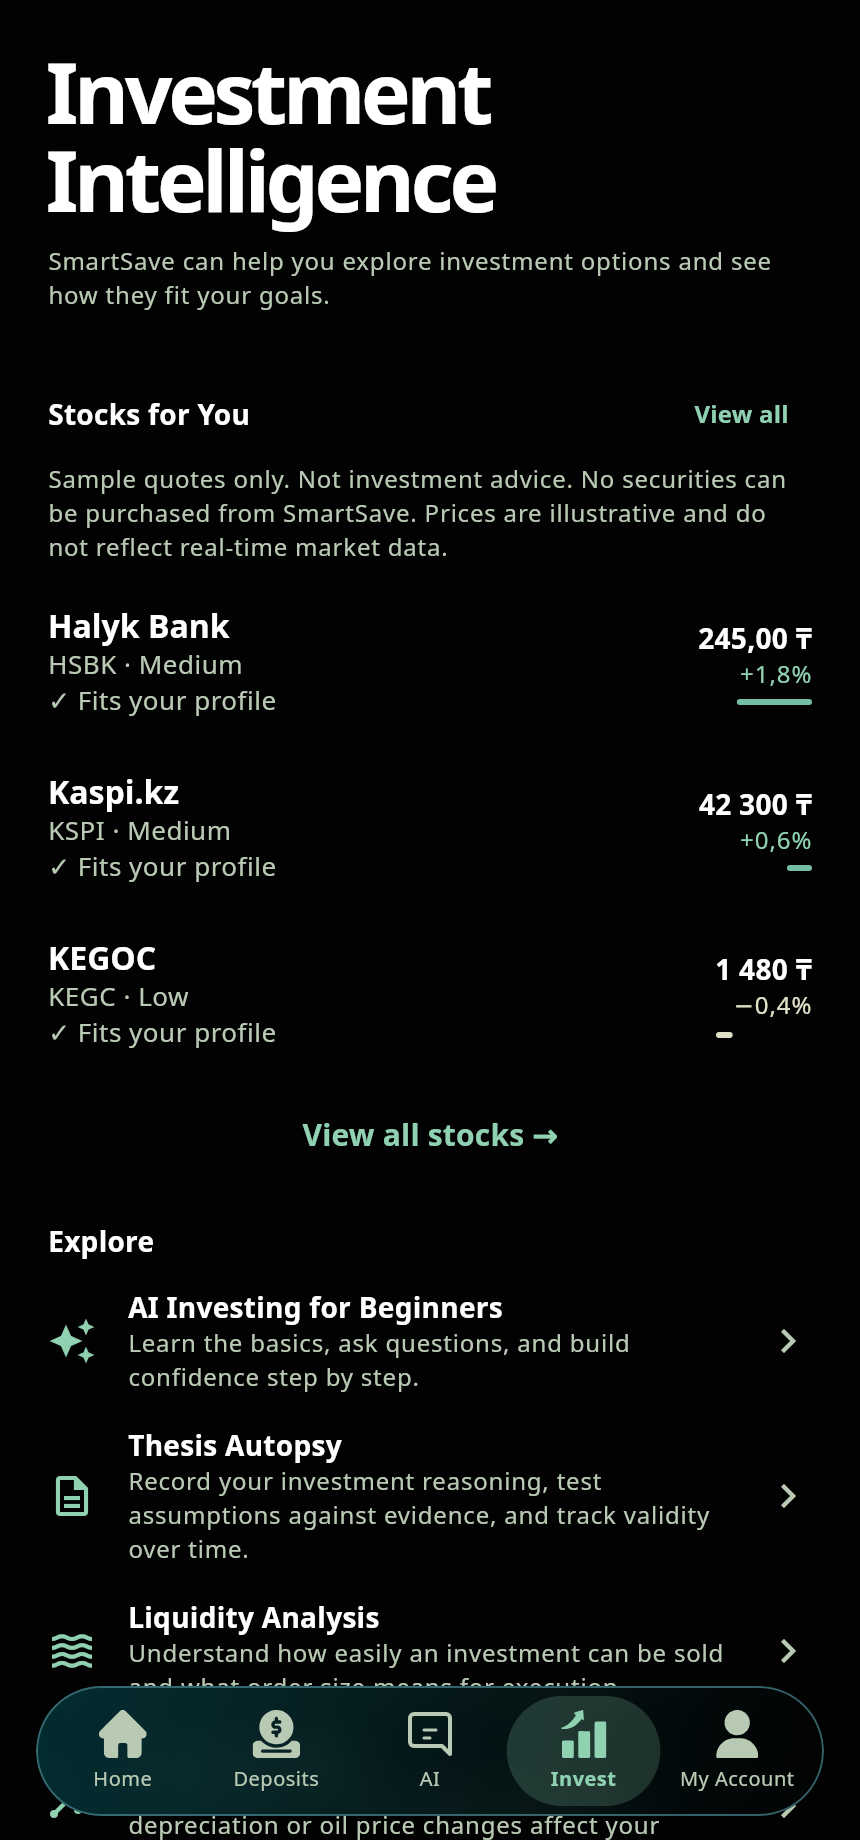 Investment
Intelligence
SmartSave can help you explore investment options and see
how they fit your goals.
Stocks for You
View all
Sample quotes only. Not investment advice. No securities can
be purchased from SmartSave. Prices are illustrative and do
not reflect real-time market data.
Halyk Bank
245,00 ₸
HSBK · Medium
+1,8%
✓ Fits your profile
Kaspi.kz
42 300 ₸
KSPI · Medium
+0,6%
✓ Fits your profile
KEGOC
1 480 ₸
KEGC · Low
−0,4%
✓ Fits your profile
View all stocks →
Explore
AI Investing for Beginners
Learn the basics, ask questions, and build
confidence step by step.
Thesis Autopsy
Record your investment reasoning, test
assumptions against evidence, and track validity
over time.
Liquidity Analysis
Understand how easily an investment can be sold
and what order size means for execution.
Home
Deposits
AI
Invest
My Account
depreciation or oil price changes affect your